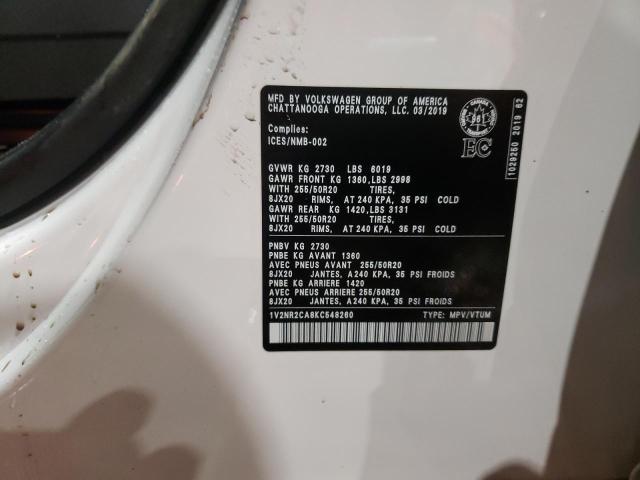 MFD BY VOLKSWAGEN GROUP OF AMERICA
CHATTANOOGA OPERATIONS, LLC. 03/2019
Complies:
ICES/NMB-002
CANADA
EC
1029250 2019 62
GVWR KG 2730 LBS 6019
GAWR FRONT KG 1360,LBS 2998
WITH 255/50R20 TIRES,
8JX20 RIMS, AT 240 KPA, 35 PSI COLD
GAWR REAR KG 1420,LBS 3131
WITH 255/50R20 TIRES,
8JX20 RIMS, AT 240 KPA, 35 PSI COLD
PNBV KG 2730
PNBE KG AVANT 1360
AVEC PNEUS AVANT 255/50R20
8JX20 JANTES, A 240 KPA, 35 PSI FROIDS
PNBE KG ARRIERE 1420
AVEC PNEUS ARRIERE 255/50R20
8JX20 JANTES, A 240 KPA, 35 PSI FROIDS
1V2NR2CA8KC548260 TYPE: MPV/VTUM